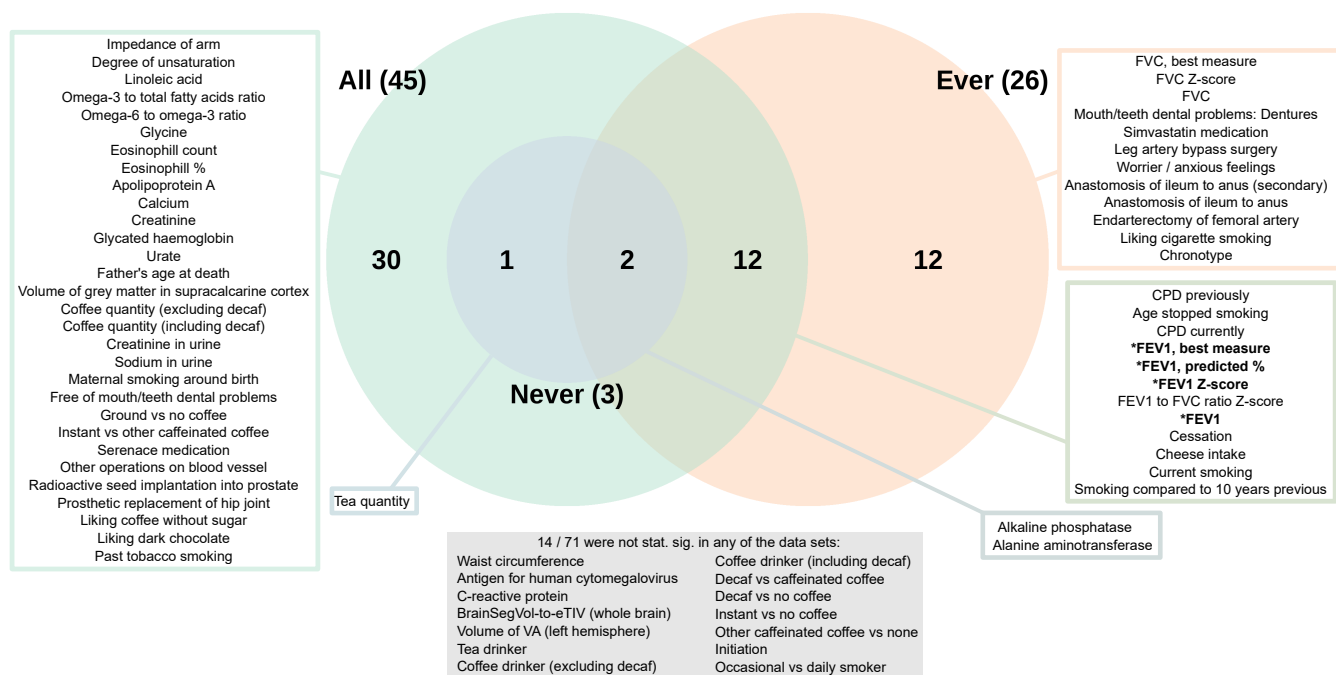 Impedance of arm
Degree of unsaturation
Linoleic acid
Omega-3 to total fatty acids ratio
Omega-6 to omega-3 ratio
Glycine
Eosinophill count
Eosinophill %
Apolipoprotein A
Calcium
Creatinine
Glycated haemoglobin
Urate
Father's age at death
Volume of grey matter in supracalcarine cortex
Coffee quantity (excluding decaf)
Coffee quantity (including decaf)
Creatinine in urine
Sodium in urine
Maternal smoking around birth
Free of mouth/teeth dental problems
Ground vs no coffee
Instant vs other caffeinated coffee
Serenace medication
Other operations on blood vessel
Radioactive seed implantation into prostate
Prosthetic replacement of hip joint
Liking coffee without sugar
Liking dark chocolate
Past tobacco smoking
All (45)
Ever (26)
30
1
2
12
12
Never (3)
Tea quantity
FVC, best measure
FVC Z-score
FVC
Mouth/teeth dental problems: Dentures
Simvastatin medication
Leg artery bypass surgery
Worrier / anxious feelings
Anastomosis of ileum to anus (secondary)
Anastomosis of ileum to anus
Endarterectomy of femoral artery
Liking cigarette smoking
Chronotype
CPD previously
Age stopped smoking
CPD currently
*FEV1, best measure
*FEV1, predicted %
*FEV1 Z-score
FEV1 to FVC ratio Z-score
*FEV1
Cessation
Cheese intake
Current smoking
Smoking compared to 10 years previous
Alkaline phosphatase
Alanine aminotransferase
14 / 71 were not stat. sig. in any of the data sets:
Waist circumference
Antigen for human cytomegalovirus
C-reactive protein
BrainSegVol-to-eTIV (whole brain)
Volume of VA (left hemisphere)
Tea drinker
Coffee drinker (excluding decaf)
Coffee drinker (including decaf)
Decaf vs caffeinated coffee
Decaf vs no coffee
Instant vs no coffee
Other caffeinated coffee vs none
Initiation
Occasional vs daily smoker